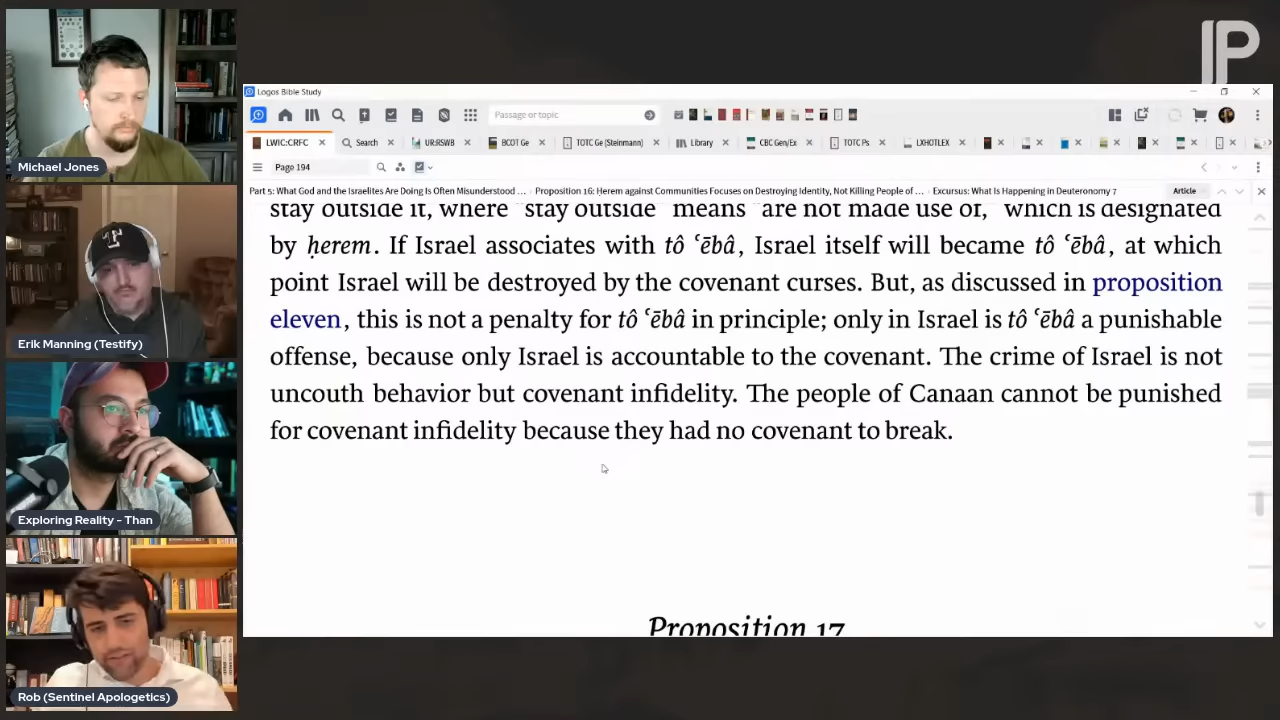 Michael Jones
Erik Manning (Testify)
Exploring Reality - Than
Rob (Sentinel Apologetics)
IP
T
Logos Bible Study
Passage or topic
LWIC:CRFC
Search
UR:RSWB
BCOT Ge
TOTC Ge (Steinmann)
Library
CBC Gen/Ex
TOTC Ps
LXHOTLEX
Page 194
Part 5: What God and the Israelites Are Doing Is Often Misunderstood ... Proposition 16: Ḥerem against Communities Focuses on Destroying Identity, Not Killing People of ... Excursus: What Is Happening in Deuteronomy 7
Article
stay outside it, where “stay outside” means “are not made use of,” which is designated
by ḥerem. If Israel associates with tô ʿēbâ, Israel itself will became tô ʿēbâ, at which
point Israel will be destroyed by the covenant curses. But, as discussed in proposition
eleven, this is not a penalty for tô ʿēbâ in principle; only in Israel is tô ʿēbâ a punishable
offense, because only Israel is accountable to the covenant. The crime of Israel is not
uncouth behavior but covenant infidelity. The people of Canaan cannot be punished
for covenant infidelity because they had no covenant to break.
Proposition 17